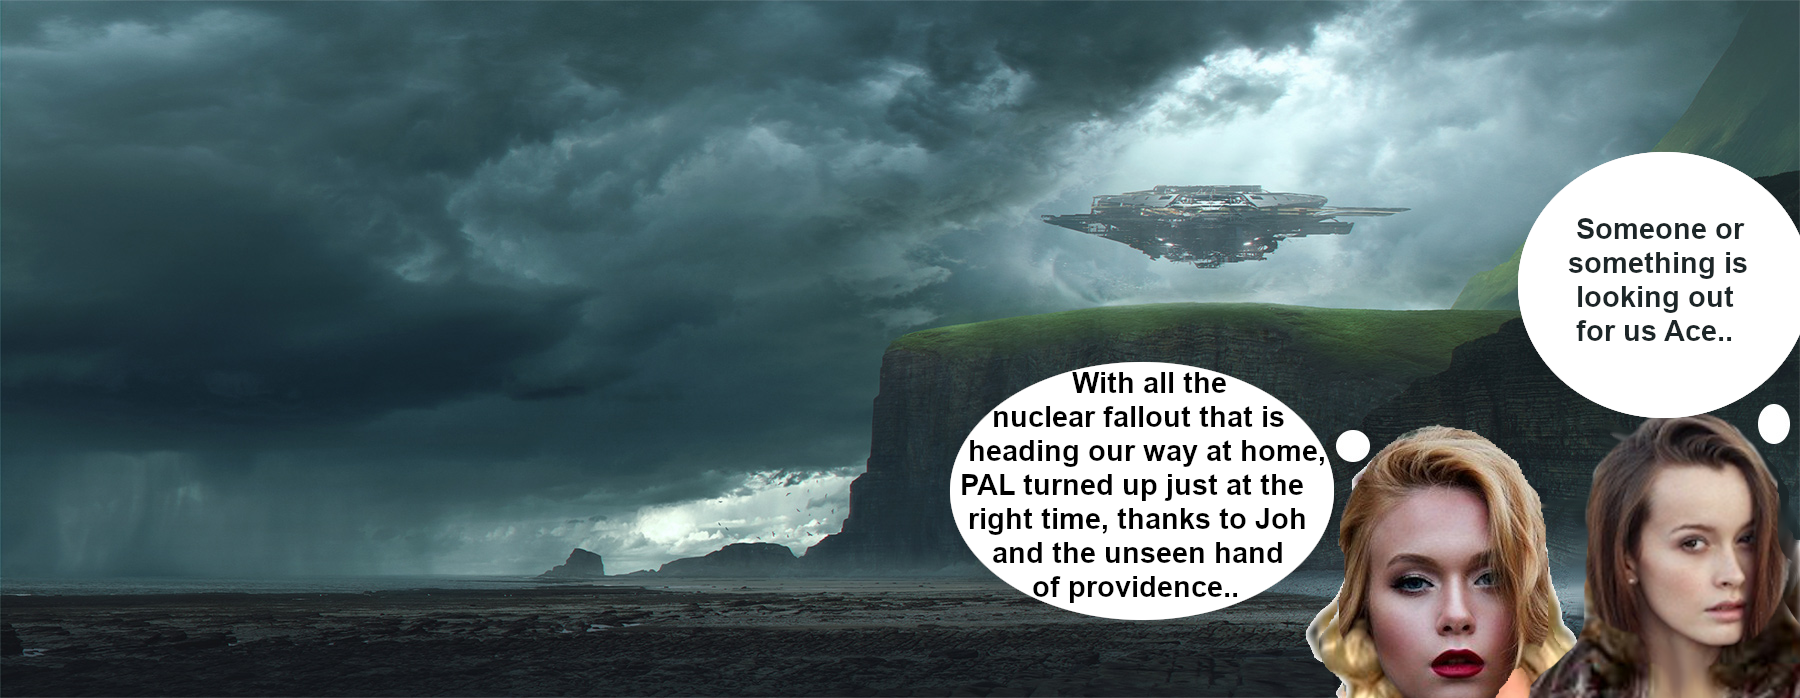 Someone or
something is
looking out
for us Ace..
With all the
nuclear fallout that is
heading our way at home,
PAL turned up just at the
right time, thanks to Joh
and the unseen hand
of providence..